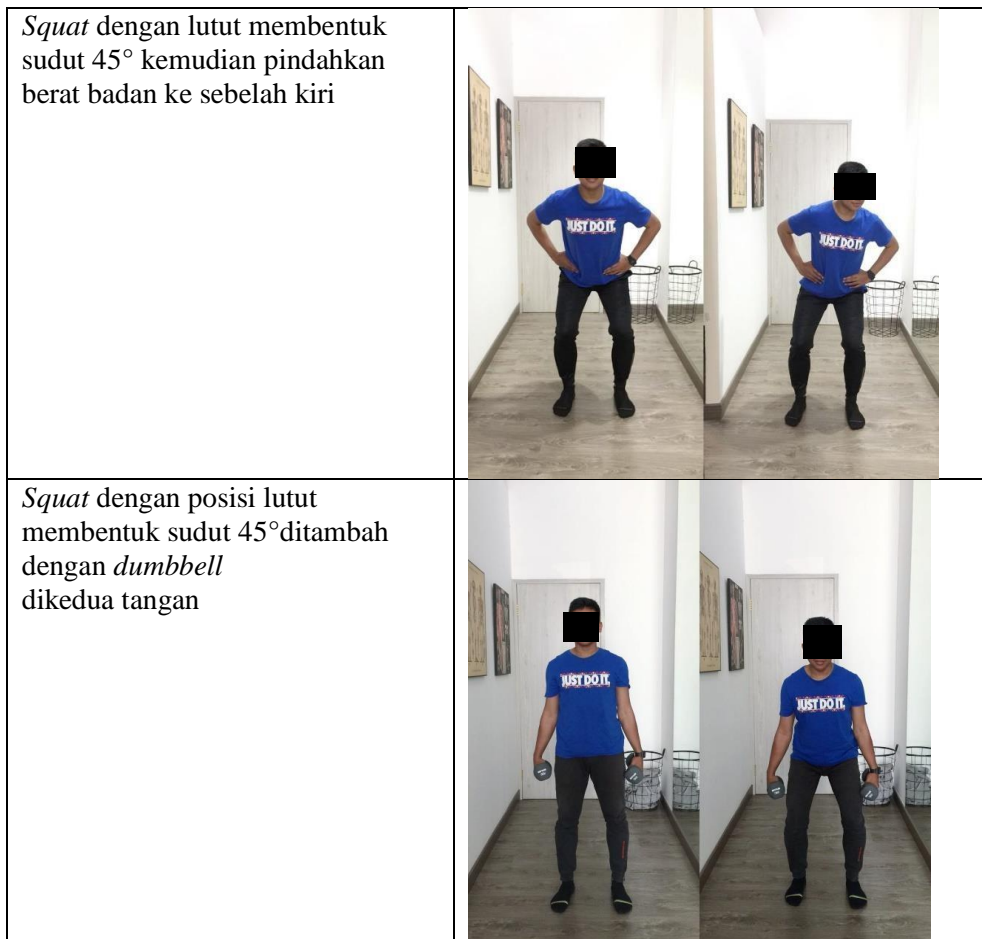 Squat dengan lutut membentuk
sudut 45° kemudian pindahkan
berat badan ke sebelah kiri
JUST DO IT.
JUST DO IT.
Squat dengan posisi lutut
membentuk sudut 45°ditambah
dengan dumbbell
dikedua tangan
JUST DO IT.
JUST DO IT.